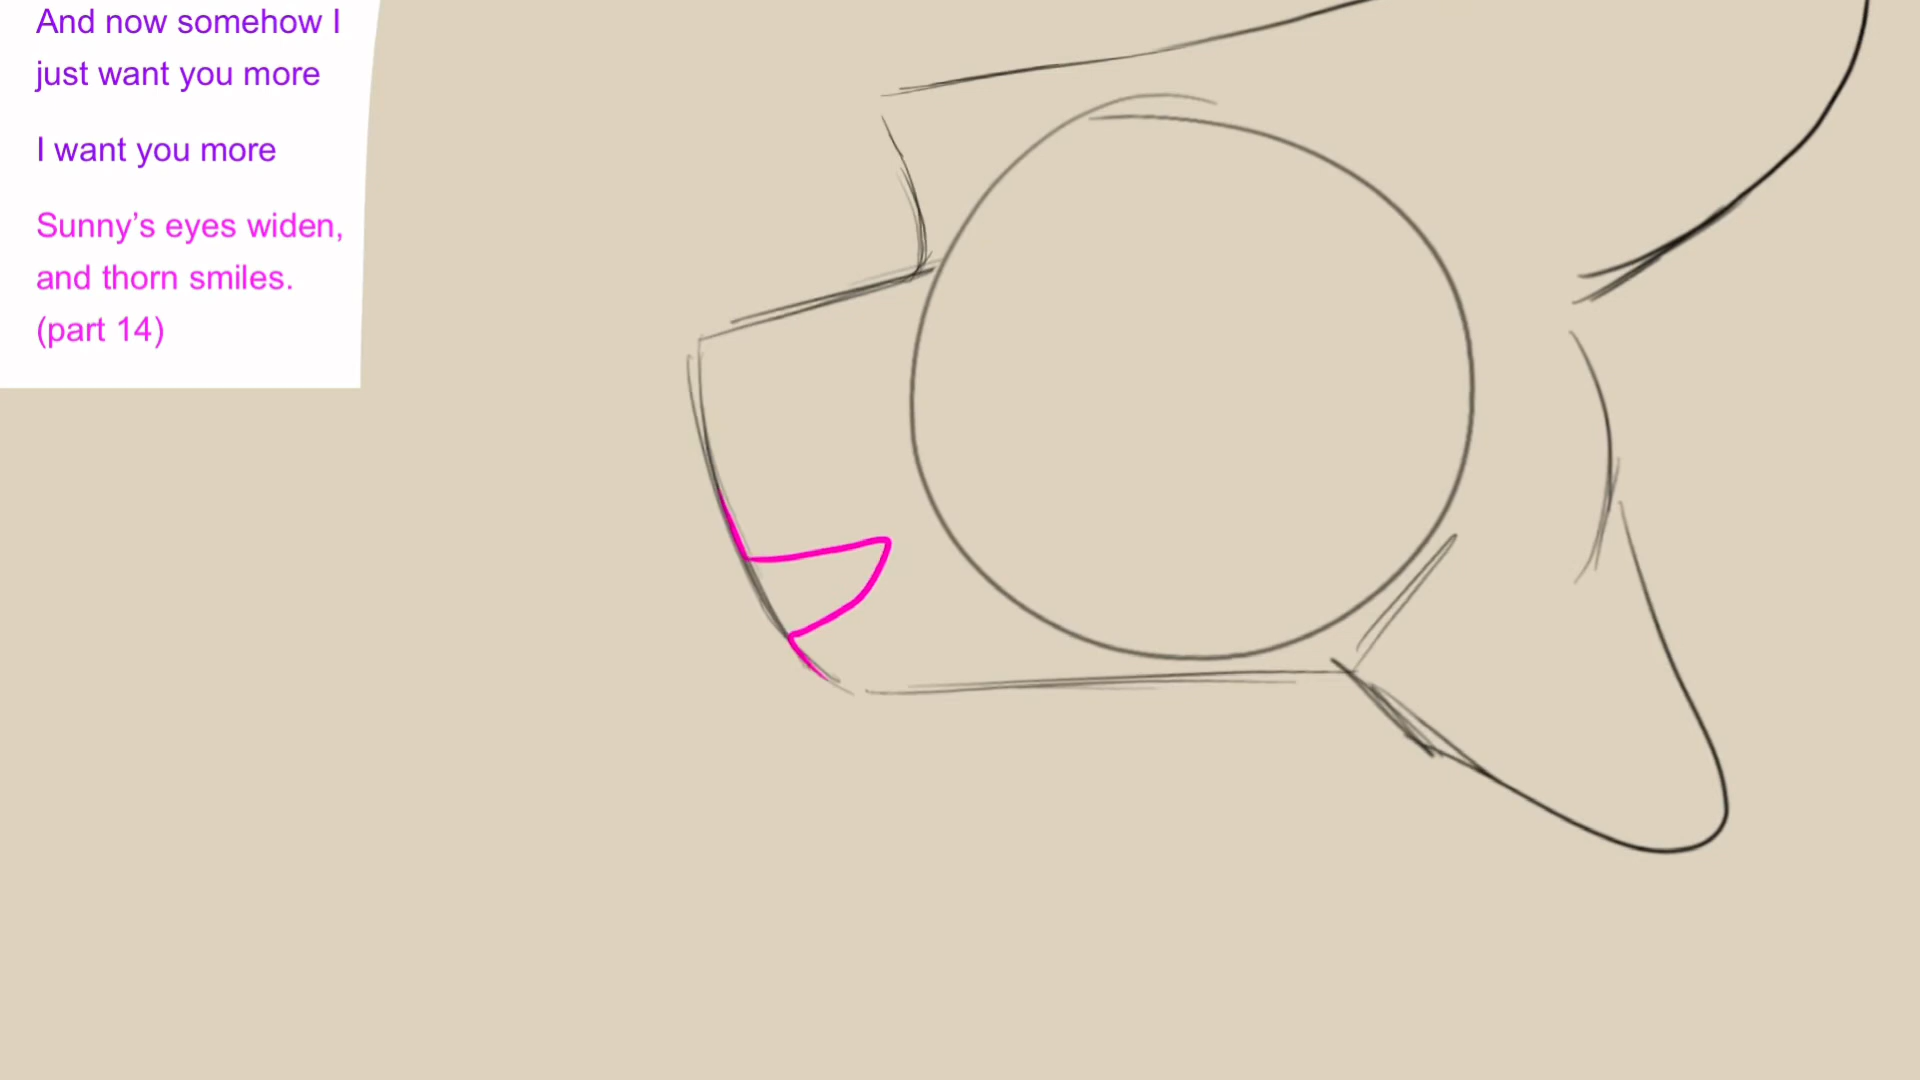 And now somehow I
just want you more
I want you more
Sunny’s eyes widen,
and thorn smiles.
(part 14)